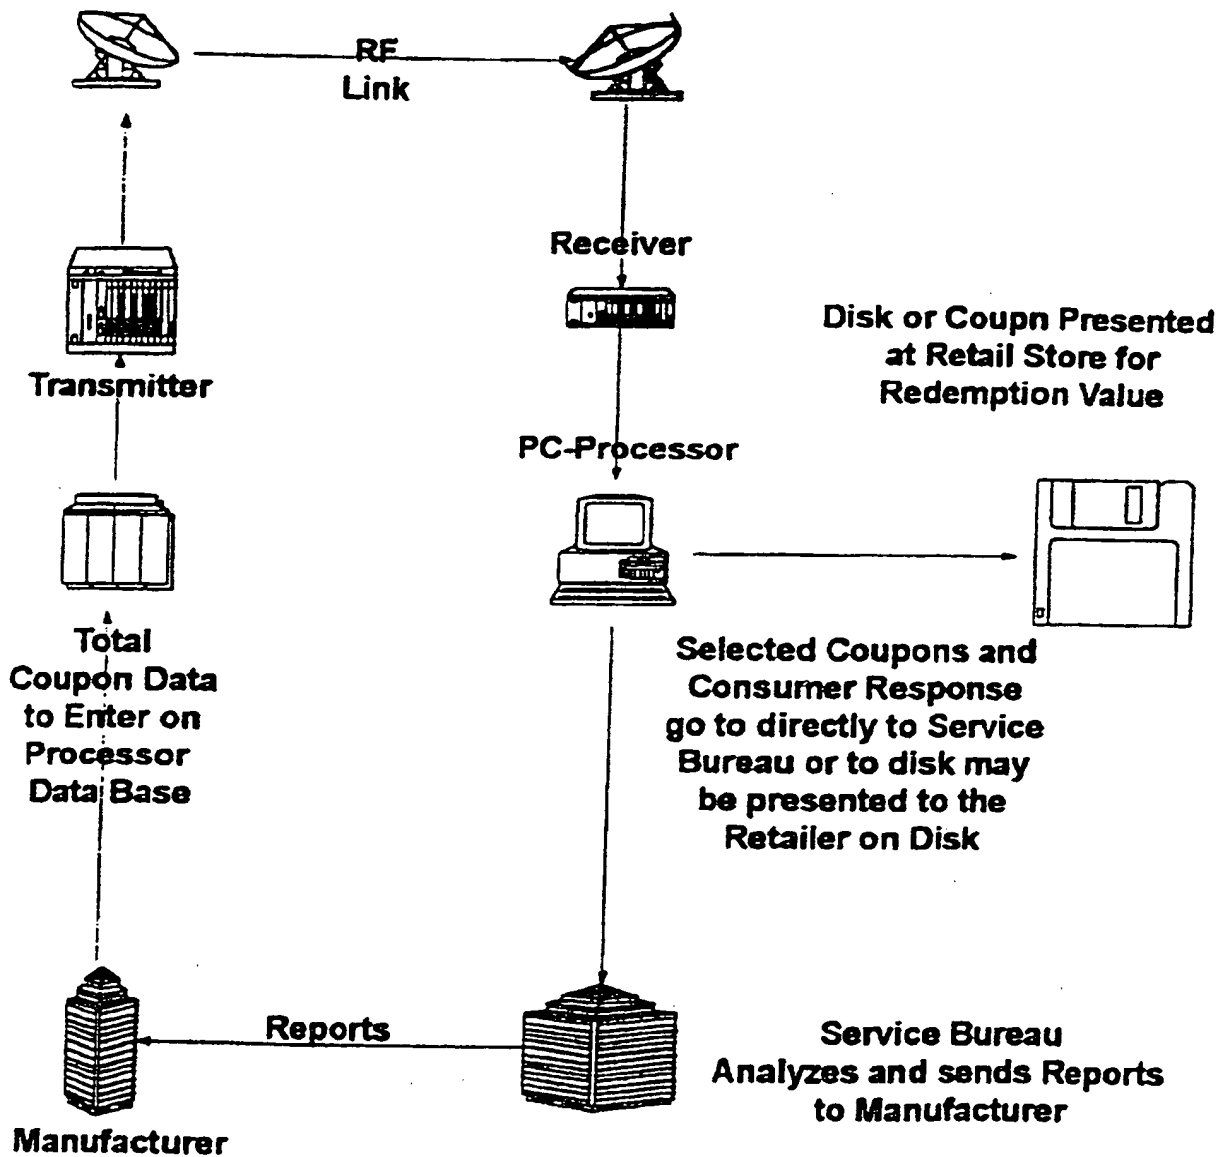 RF
Link
Receiver
Disk or Coupn Presented
at Retail Store for
Redemption Value
Transmitter
PC-Processor
Total
Coupon Data
to Enter on
Processor
Data Base
Selected Coupons and
Consumer Response
go to directly to Service
Bureau or to disk may
be presented to the
Retailer on Disk
Reports
Service Bureau
Analyzes and sends Reports
to Manufacturer
Manufacturer